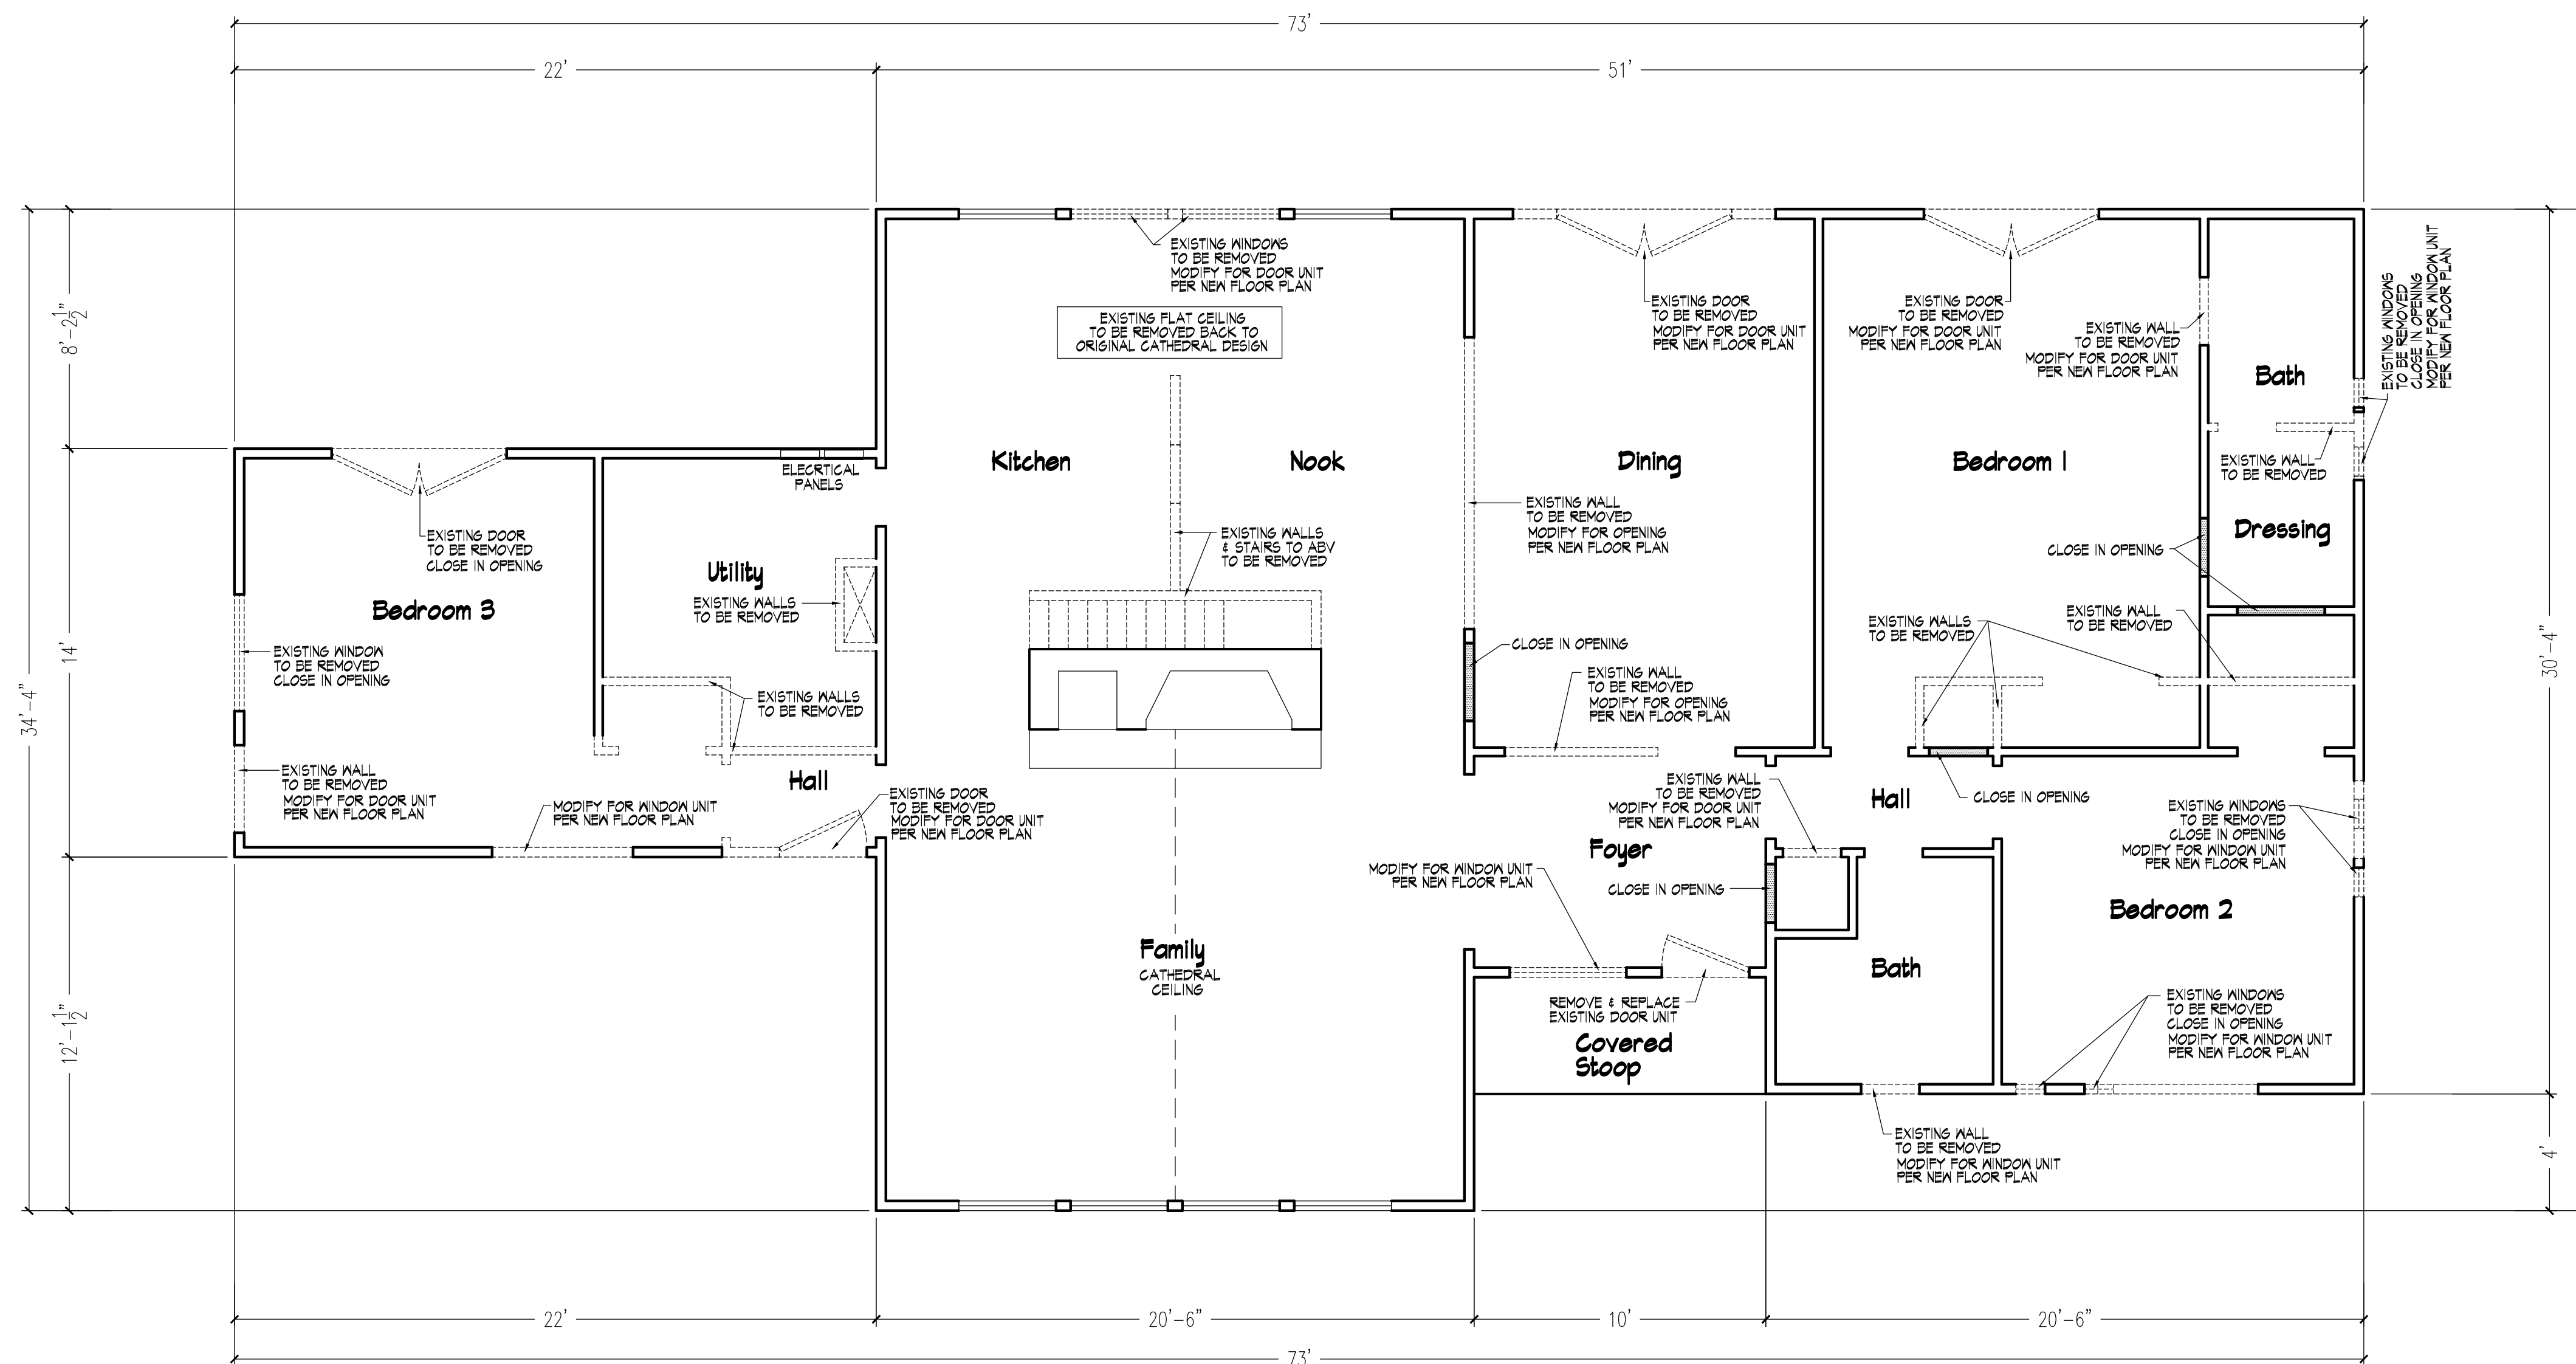 73'
22'
51'
EXISTING WINDOWS
TO BE REMOVED
MODIFY FOR DOOR UNIT
PER NEW FLOOR PLAN
EXISTING FLAT CEILING
TO BE REMOVED BACK TO
ORIGINAL CATHEDRAL DESIGN
EXISTING DOOR
TO BE REMOVED
MODIFY FOR DOOR UNIT
PER NEW FLOOR PLAN
EXISTING DOOR
TO BE REMOVED
MODIFY FOR DOOR UNIT
PER NEW FLOOR PLAN
EXISTING WALL
TO BE REMOVED
MODIFY FOR DOOR UNIT
PER NEW FLOOR PLAN
EXISTING WINDOWS
TO BE REMOVED
CLOSE IN OPENING
MODIFY FOR WINDOW UNIT
PER NEW FLOOR PLAN
8'-2 1/2"
Bath
Kitchen
Nook
Dining
Bedroom 1
EXISTING WALL
TO BE REMOVED
ELECRTICAL
PANELS
EXISTING DOOR
TO BE REMOVED
CLOSE IN OPENING
EXISTING WALLS
& STAIRS TO ABV
TO BE REMOVED
EXISTING WALL
TO BE REMOVED
MODIFY FOR OPENING
PER NEW FLOOR PLAN
Dressing
CLOSE IN OPENING
Utility
EXISTING WALLS
TO BE REMOVED
Bedroom 3
EXISTING WALLS
TO BE REMOVED
EXISTING WALL
TO BE REMOVED
CLOSE IN OPENING
14'
34'-4"
30'-4"
EXISTING WINDOW
TO BE REMOVED
CLOSE IN OPENING
EXISTING WALLS
TO BE REMOVED
EXISTING WALL
TO BE REMOVED
MODIFY FOR OPENING
PER NEW FLOOR PLAN
EXISTING WALL
TO BE REMOVED
MODIFY FOR DOOR UNIT
PER NEW FLOOR PLAN
MODIFY FOR WINDOW UNIT
PER NEW FLOOR PLAN
Hall
EXISTING DOOR
TO BE REMOVED
MODIFY FOR DOOR UNIT
PER NEW FLOOR PLAN
EXISTING WALL
TO BE REMOVED
MODIFY FOR DOOR UNIT
PER NEW FLOOR PLAN
Hall
CLOSE IN OPENING
EXISTING WINDOWS
TO BE REMOVED
CLOSE IN OPENING
MODIFY FOR WINDOW UNIT
PER NEW FLOOR PLAN
Foyer
MODIFY FOR WINDOW UNIT
PER NEW FLOOR PLAN
CLOSE IN OPENING
Bedroom 2
Family
CATHEDRAL
CEILING
Bath
12'-1 1/2"
REMOVE & REPLACE
EXISTING DOOR UNIT
Covered
Stoop
EXISTING WINDOWS
TO BE REMOVED
CLOSE IN OPENING
MODIFY FOR WINDOW UNIT
PER NEW FLOOR PLAN
EXISTING WALL
TO BE REMOVED
MODIFY FOR WINDOW UNIT
PER NEW FLOOR PLAN
4'
22'
20'-6"
10'
20'-6"
73'